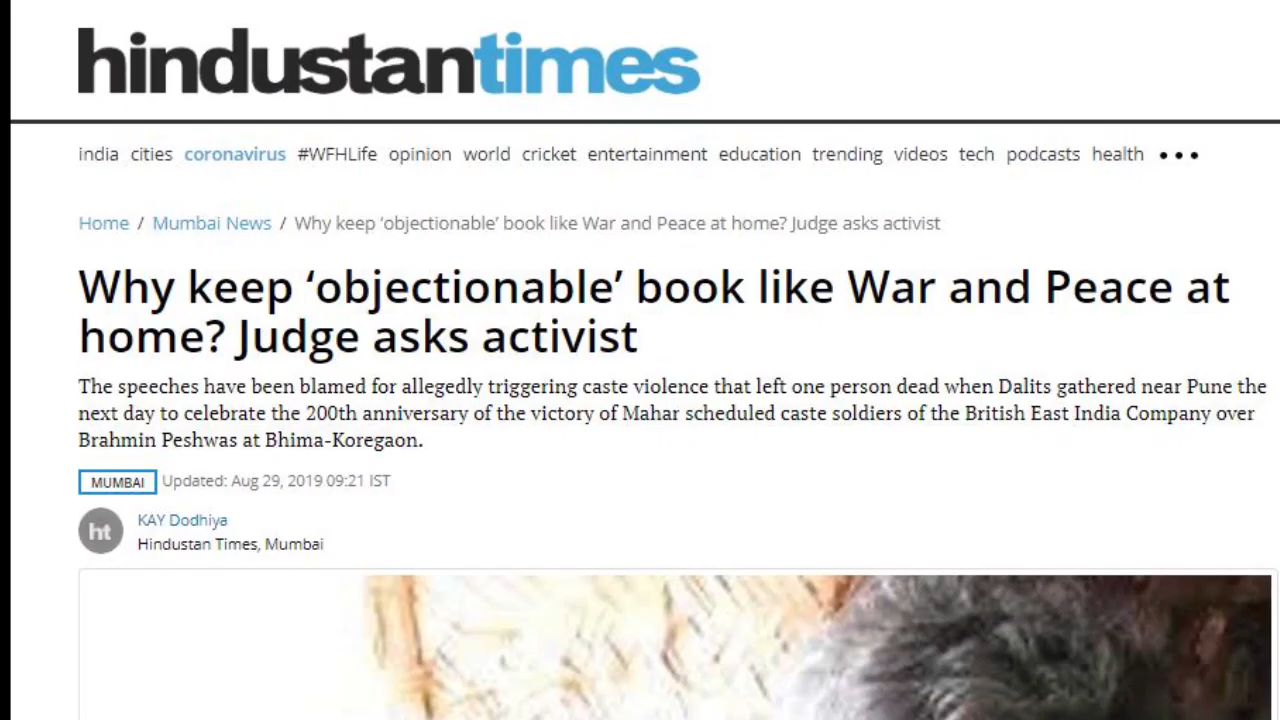 hindustantimes
india cities coronavirus #WFHLife opinion world cricket entertainment education trending videos tech podcasts health •••
Home / Mumbai News / Why keep ‘objectionable’ book like War and Peace at home? Judge asks activist
Why keep ‘objectionable’ book like War and Peace at
home? Judge asks activist
The speeches have been blamed for allegedly triggering caste violence that left one person dead when Dalits gathered near Pune the
next day to celebrate the 200th anniversary of the victory of Mahar scheduled caste soldiers of the British East India Company over
Brahmin Peshwas at Bhima-Koregaon.
MUMBAI Updated: Aug 29, 2019 09:21 IST
ht
KAY Dodhiya
Hindustan Times, Mumbai